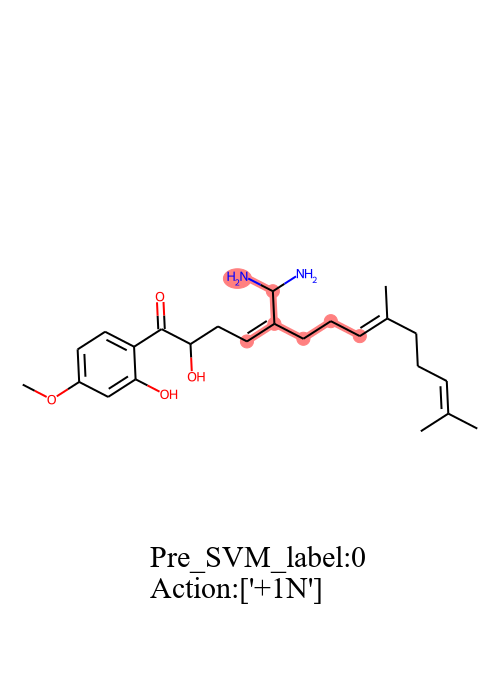 H2N
NH2
O
OH
O
OH
Pre_SVM_label:0
Action:['+1N']